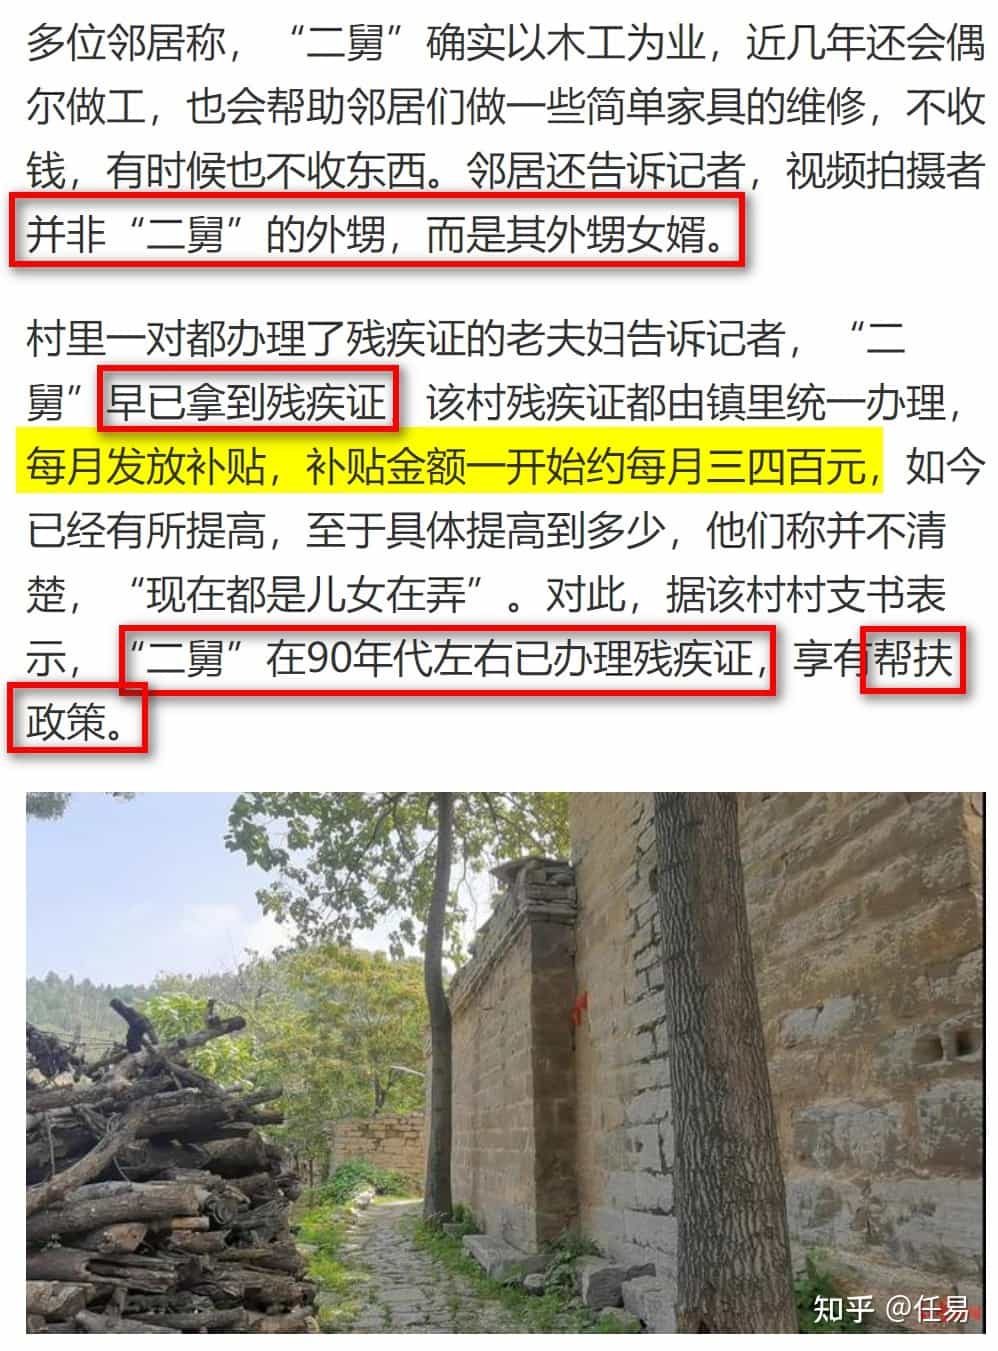 多位邻居称，“二舅”确实以木工为业，近几年还会偶
尔做工，也会帮助邻居们做一些简单家具的维修，不收
钱，有时候也不收东西。邻居还告诉记者，视频拍摄者
并非“二舅”的外甥，而是其外甥女婿。
村里一对都办理了残疾证的老夫妇告诉记者，“二
舅”早已拿到残疾证，该村残疾证都由镇里统一办理，
每月发放补贴，补贴金额一开始约每月三四百元，如今
已经有所提高，至于具体提高到多少，他们称并不清
楚，“现在都是儿女在弄”。对此，据该村村支书表
示，“二舅”在90年代左右已办理残疾证，享有帮扶
政策。
知乎 @任易